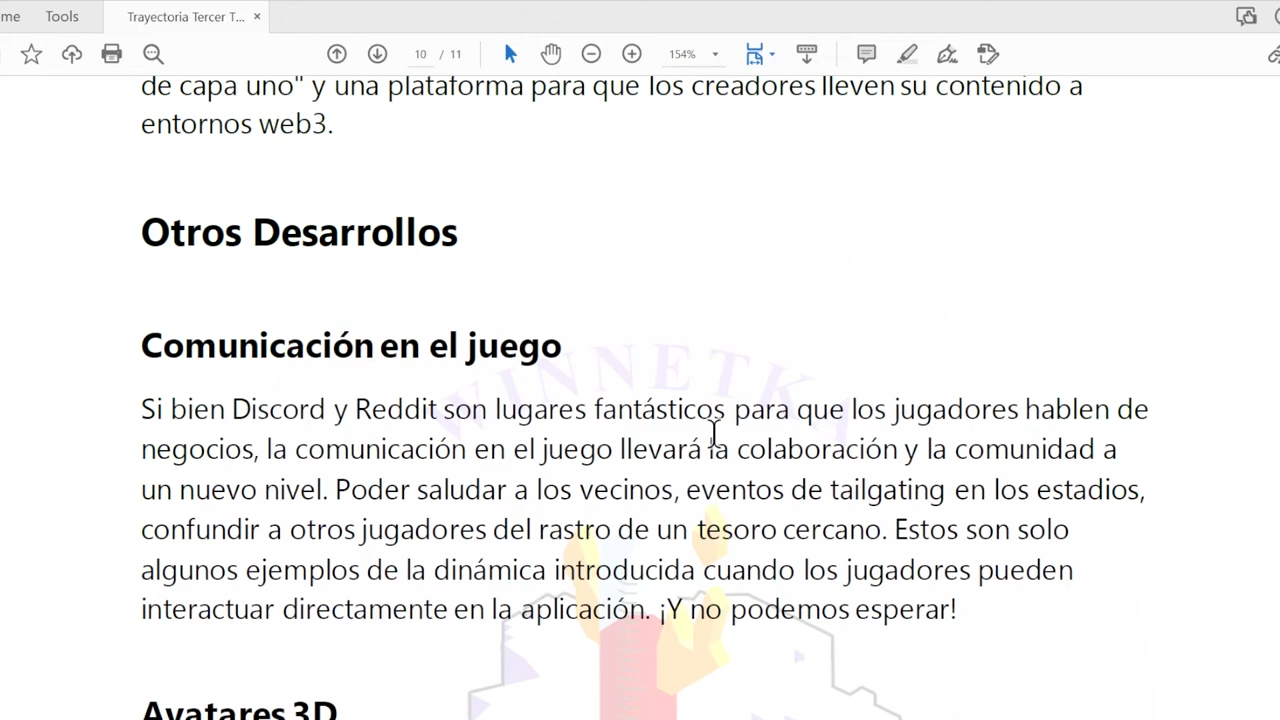 me
Tools
Trayectoria Tercer T... ×
10 / 11
154%
de capa uno" y una plataforma para que los creadores lleven su contenido a
entornos web3.
Otros Desarrollos
Comunicación en el juego
WINNETKA
Si bien Discord y Reddit son lugares fantásticos para que los jugadores hablen de
negocios, la comunicación en el juego llevará la colaboración y la comunidad a
un nuevo nivel. Poder saludar a los vecinos, eventos de tailgating en los estadios,
confundir a otros jugadores del rastro de un tesoro cercano. Estos son solo
algunos ejemplos de la dinámica introducida cuando los jugadores pueden
interactuar directamente en la aplicación. ¡Y no podemos esperar!
Avatares 3D